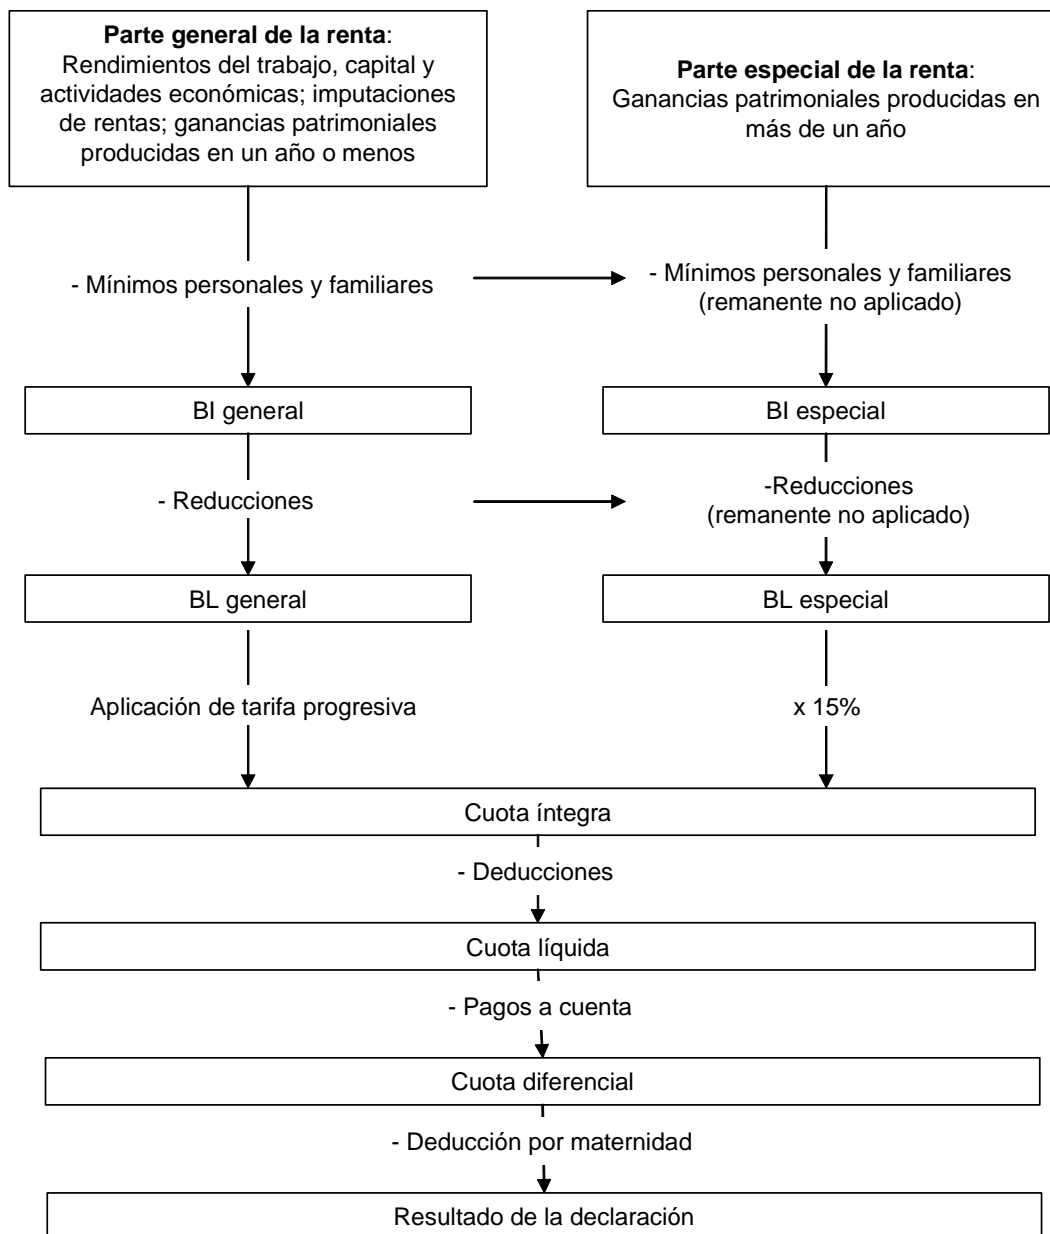 Parte general de la renta:
Rendimientos del trabajo, capital y
actividades económicas; imputaciones
de rentas; ganancias patrimoniales
producidas en un año o menos
Parte especial de la renta:
Ganancias patrimoniales producidas en
más de un año
- Mínimos personales y familiares
- Mínimos personales y familiares
(remanente no aplicado)
BI general
BI especial
- Reducciones
-Reducciones
(remanente no aplicado)
BL general
BL especial
Aplicación de tarifa progresiva
x 15%
Cuota íntegra
- Deducciones
Cuota líquida
- Pagos a cuenta
Cuota diferencial
- Deducción por maternidad
Resultado de la declaración